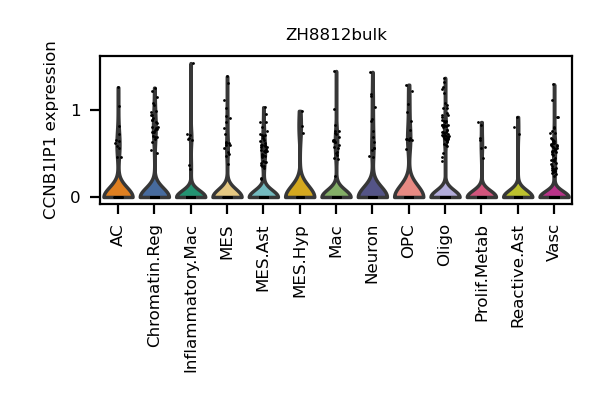 ZH8812bulk
CCNB1IP1 expression
1
0
AC
Chromatin.Reg
Inflammatory.Mac
MES
MES.Ast
MES.Hyp
Mac
Neuron
OPC
Oligo
Prolif.Metab
Reactive.Ast
Vasc